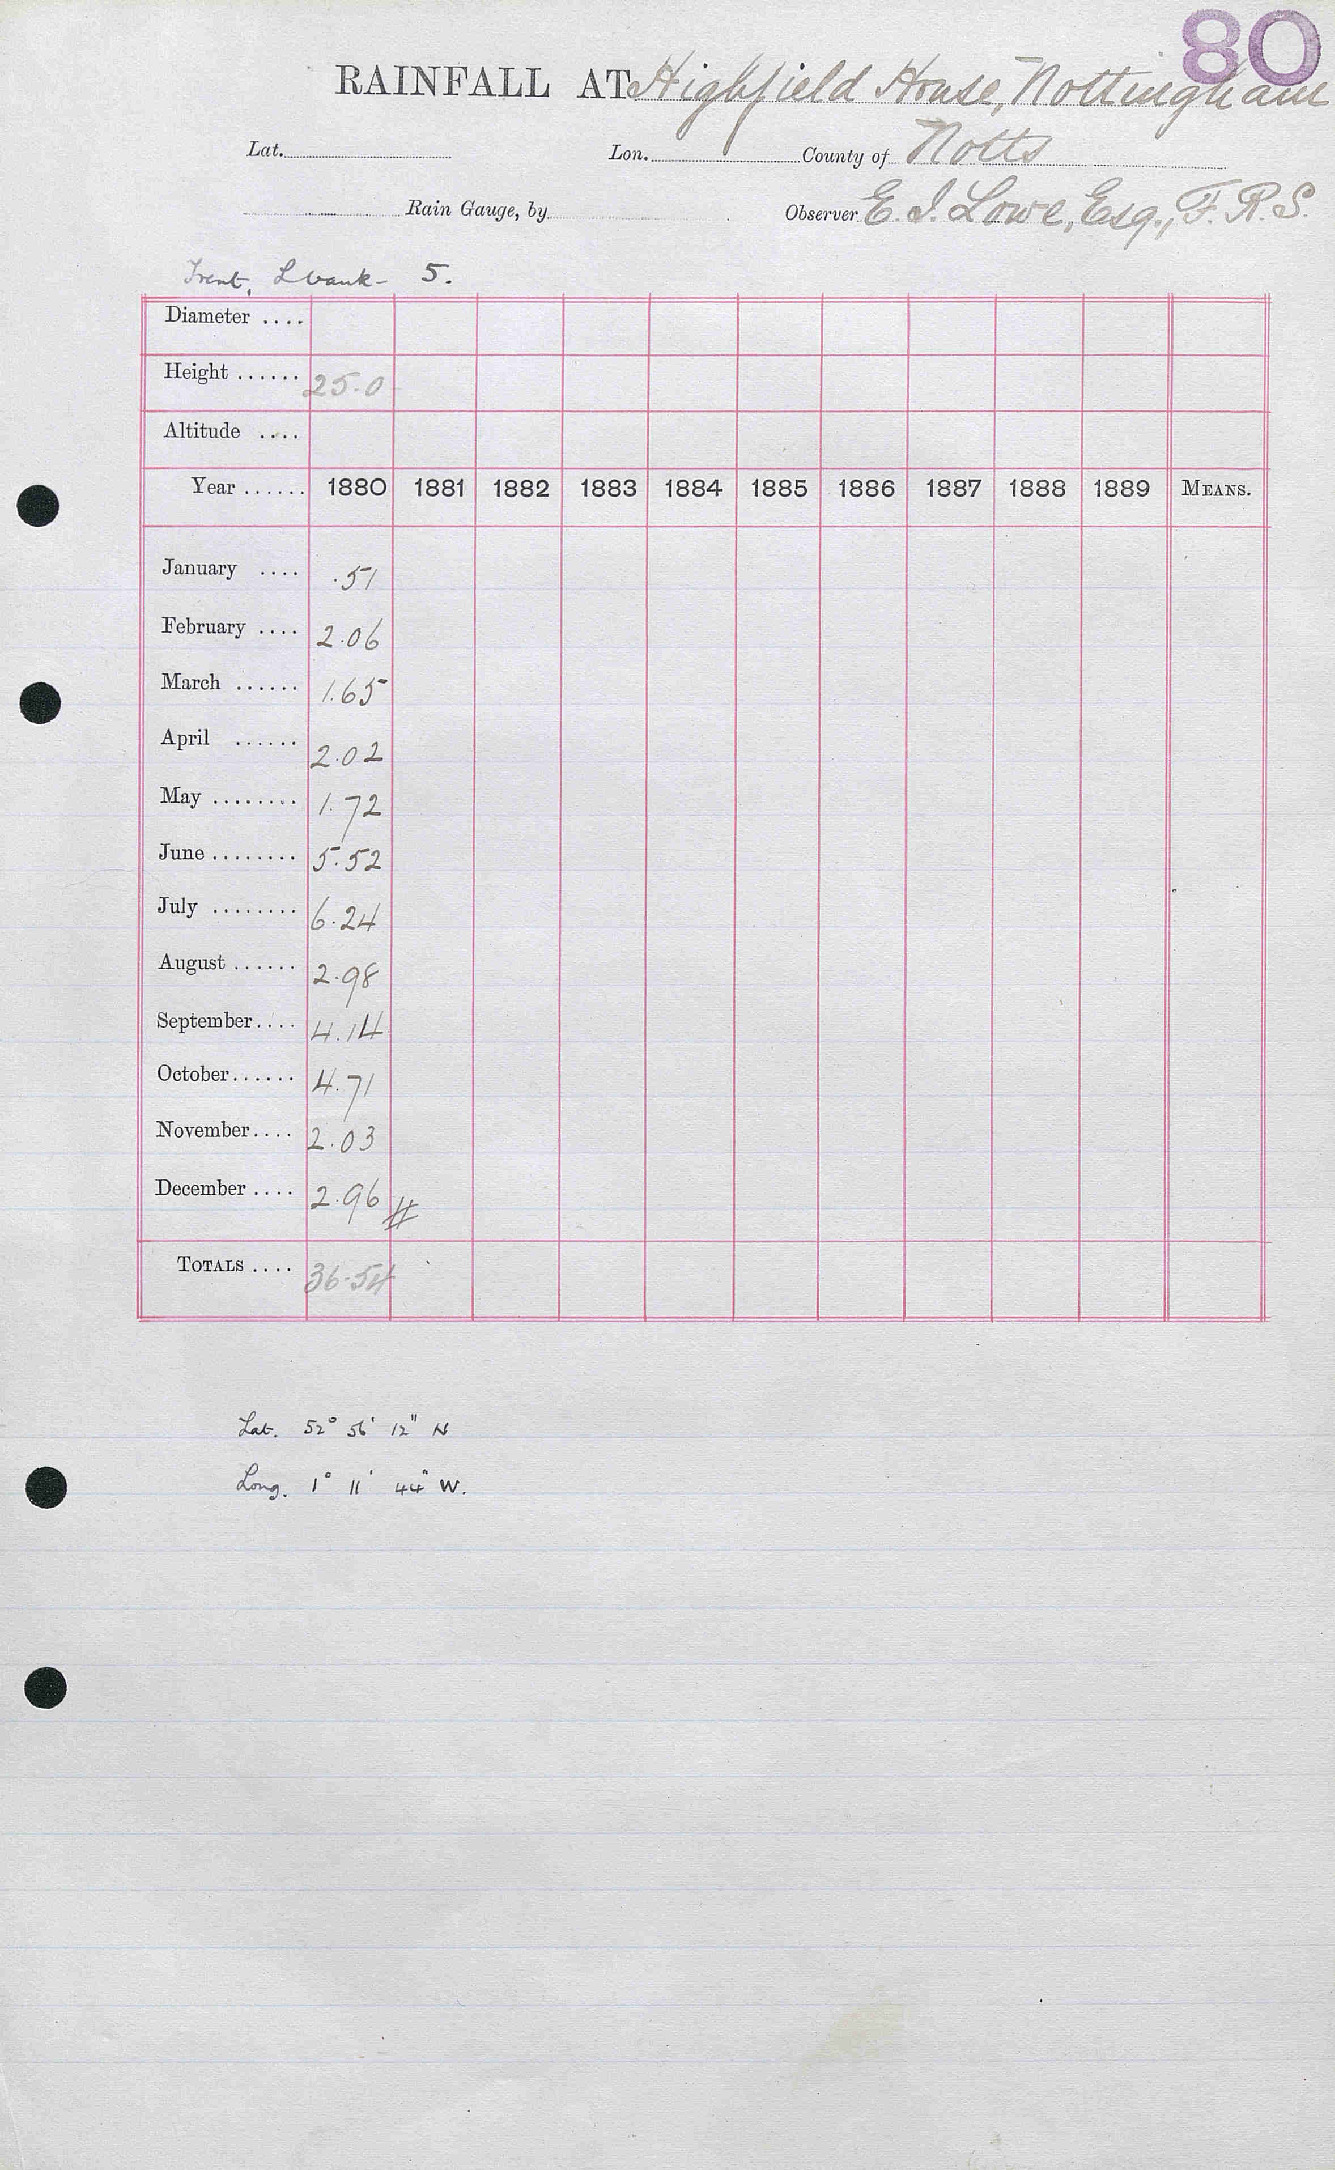 80
RAINFALL AT Highfield House, Nottingham
Lat. Lon. County of Notts
Rain Gauge, by Observer E. J. Lowe, Esq., F.R.S.
Trent, L bank - 5.
Diameter ....
Height ...... 25.0
Altitude ....
Year ...... 1880 1881 1882 1883 1884 1885 1886 1887 1888 1889 MEANS.
January .... .51
February .... 2.06
March ...... 1.65
April ...... 2.02
May ........ 1.72
June ........ 5.52
July ........ 6.24
August ...... 2.98
September .... 4.14
October ...... 4.71
November .... 2.03
December .... 2.96 #
TOTALS .... 36.54
Lat. 52° 56' 12" N
Long. 1° 11' 44" W.